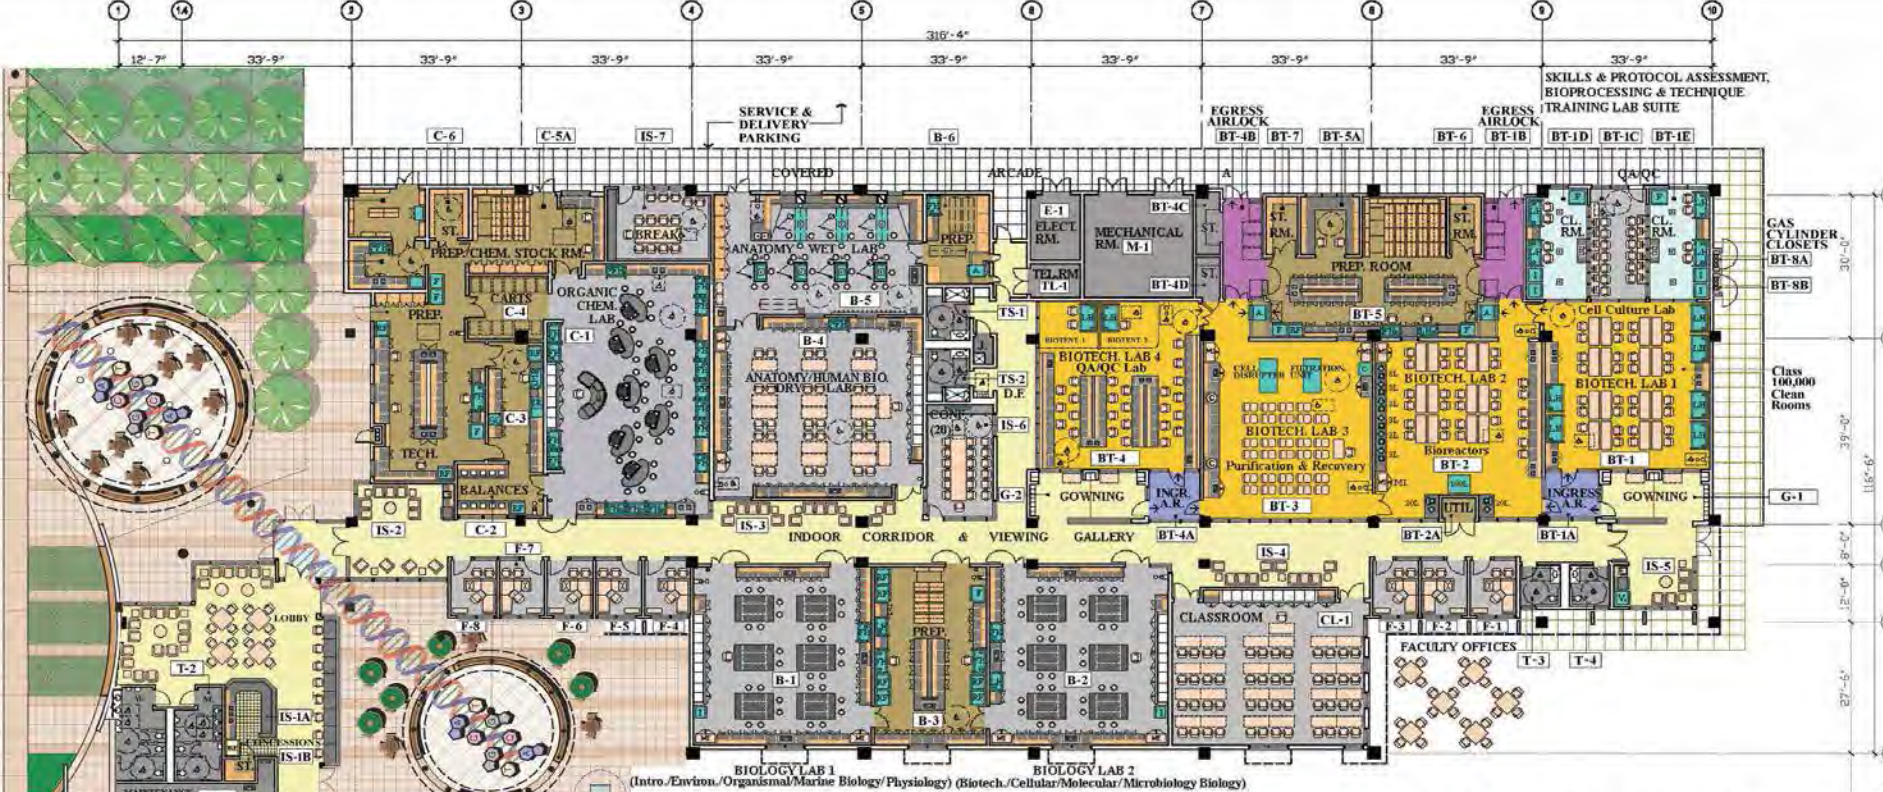 1 1.4 2 3 4 5 6 7 8 9 10
316'-4"
12'-7" 33'-9" 33'-9" 33'-9" 33'-9" 33'-9" 33'-9" 33'-9" 33'-9" 33'-9"
SKILLS & PROTOCOL ASSESSMENT,
BIOPROCESSING & TECHNIQUE
TRAINING LAB SUITE
SERVICE &
DELIVERY
PARKING
EGRESS
AIRLOCK
EGRESS
AIRLOCK
C-6 C-5A IS-7 B-6 BT-4B BT-7 BT-5A BT-6 BT-1B BT-1D BT-1C BT-1E
COVERED ARCADE
QA/QC
ST.
PREP./CHEM. STOCK RM.
BREAK
ANATOMY WET LAB
B-5
PREP.
E-1
ELECT.
RM.
TEL.RM
TL-1
BT-4C
MECHANICAL
RM. M-1
BT-4D
ST.
ST.
ST.
RM.
PREP. ROOM
ST.
RM.
BT-5
CL.
RM.
CL.
RM.
GAS
CYLINDER
CLOSETS
BT-8A
BT-8B
30'-0"
CARTS
C-4
PREP.
ORGANIC
CHEM.
LAB.
C-1
C-3
TECH.
BALANCES
B-4
ANATOMY/HUMAN BIO.
DRY LAB
TS-1
TS-2
D.F.
CONF.
(20)
IS-6
BIOTECH. LAB 4
QA/QC Lab
BT-4
CELL
DISRUPTER
FILTRATION
UNIT
BIOTECH. LAB 3
Purification & Recovery
BT-3
BIOTECH. LAB 2
Bioreactors
BT-2
Cell Culture Lab
BIOTECH. LAB 1
BT-1
Class
100,000
Clean
Rooms
39'-0"
116'-6"
G-2
GOWNING
INGR.
A.R.
UTIL
INGRESS
A.R.
GOWNING
G-1
IS-2
C-2
IS-3
INDOOR CORRIDOR & VIEWING GALLERY
BT-4A
BT-2A
BT-1A
F-7
IS-4
IS-5
18'-0"
12'-0"
F-8 F-6 F-5 F-4
F-3 F-2 F-1
T-3 T-4
FACULTY OFFICES
LOBBY
T-2
W.
M.
IS-1A
CONCESSIONS
IS-1B
ST.
B-1
PREP.
B-3
B-2
CLASSROOM
CL-1
27'-6"
BIOLOGY LAB 1
(Intro./Environ./Organismal/Marine Biology/Physiology)
BIOLOGY LAB 2
(Biotech./Cellular/Molecular/Microbiology Biology)